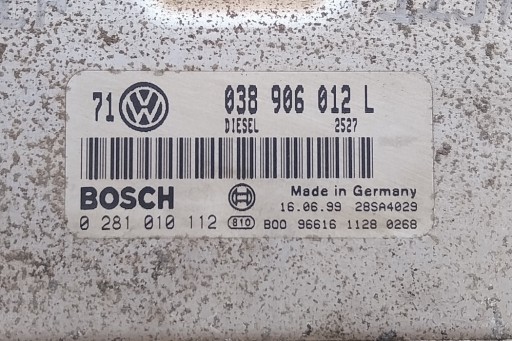 71 VW 038 906 012 L
DIESEL 2527
BOSCH Made in Germany
16.06.99 28SA4029
0 281 010 112 810 B00 96616 1128 0268